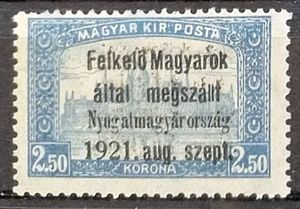 MAGYAR KIR. POSTA
Felkelő Magyarok
által megszállt
Nyugatmagyarország
1921. aug. szept.
2.50 KORONA 2.50